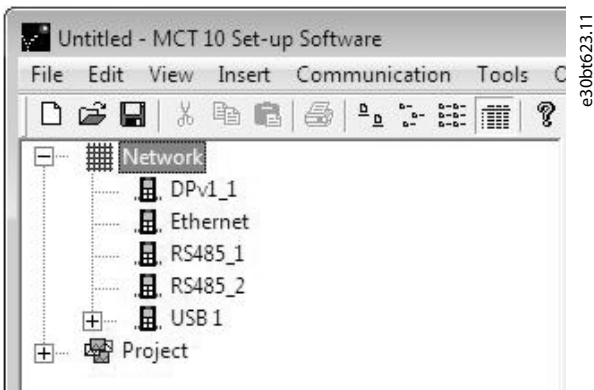 Untitled - MCT 10 Set-up Software
File Edit View Insert Communication Tools O
Network
DPv1_1
Ethernet
RS485_1
RS485_2
USB 1
Project
e30bt623.11